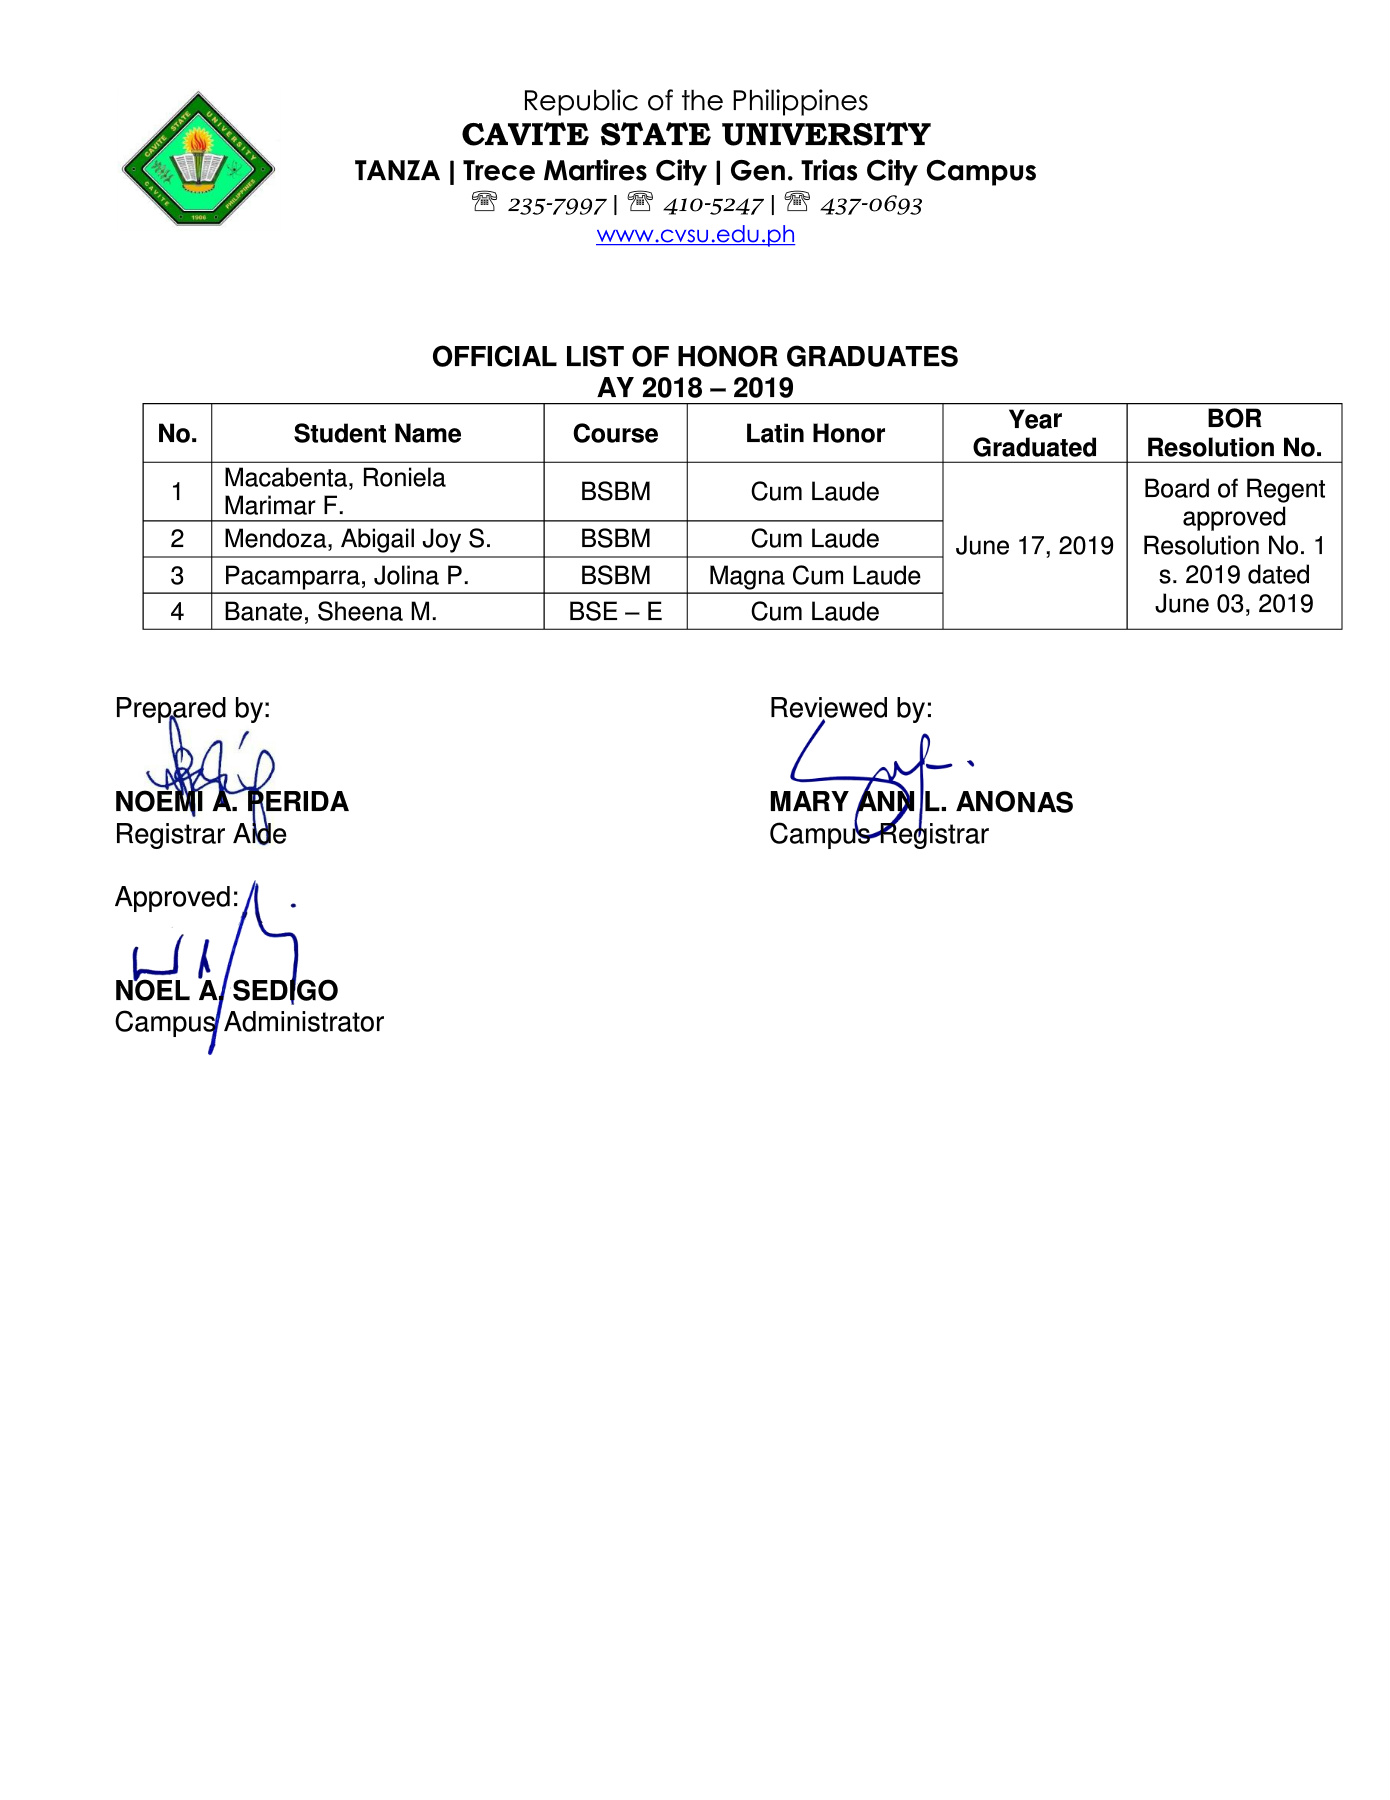 Republic of the Philippines
CAVITE STATE UNIVERSITY
TANZA | Trece Martires City | Gen. Trias City Campus
☏ 235-7997 | ☏ 410-5247 | ☏ 437-0693
www.cvsu.edu.ph
CAVITE STATE UNIVERSITY
CAVITE PHILIPPINES
1906
OFFICIAL LIST OF HONOR GRADUATES
AY 2018 – 2019
No. Student Name Course Latin Honor Year Graduated BOR Resolution No.
1 Macabenta, Roniela Marimar F. BSBM Cum Laude
2 Mendoza, Abigail Joy S. BSBM Cum Laude
3 Pacamparra, Jolina P. BSBM Magna Cum Laude
4 Banate, Sheena M. BSE – E Cum Laude
June 17, 2019
Board of Regent
approved
Resolution No. 1
s. 2019 dated
June 03, 2019
Prepared by: Reviewed by:
NOEMI A. PERIDA MARY ANN L. ANONAS
Registrar Aide Campus Registrar
Approved:
NOEL A. SEDIGO
Campus Administrator